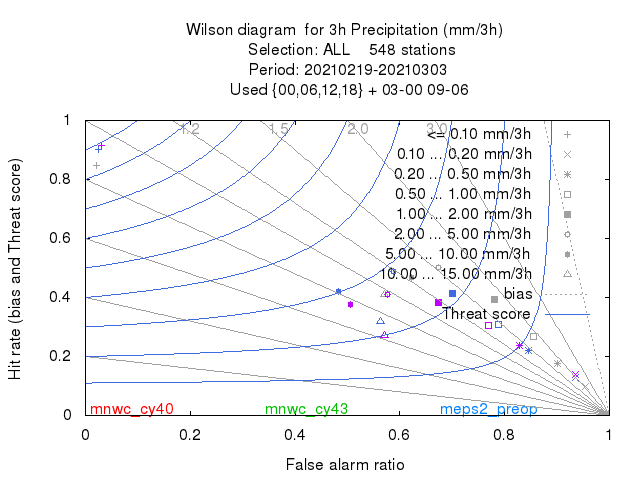 Wilson diagram  for 3h Precipitation (mm/3h)
Selection: ALL    548 stations
Period: 20210219-20210303
Used {00,06,12,18} + 03-00 09-06
Hit rate (bias and Threat score)
1
0.8
0.6
0.4
0.2
0
1.2
1.5
2.0
3.0
<= 0.10 mm/3h
0.10 ... 0.20 mm/3h
0.20 ... 0.50 mm/3h
0.50 ... 1.00 mm/3h
1.00 ... 2.00 mm/3h
2.00 ... 5.00 mm/3h
5.00 ... 10.00 mm/3h
10.00 ... 15.00 mm/3h
bias
Threat score
mnwc_cy40
mnwc_cy43
meps2_preop
0
0.2
0.4
0.6
0.8
1
False alarm ratio